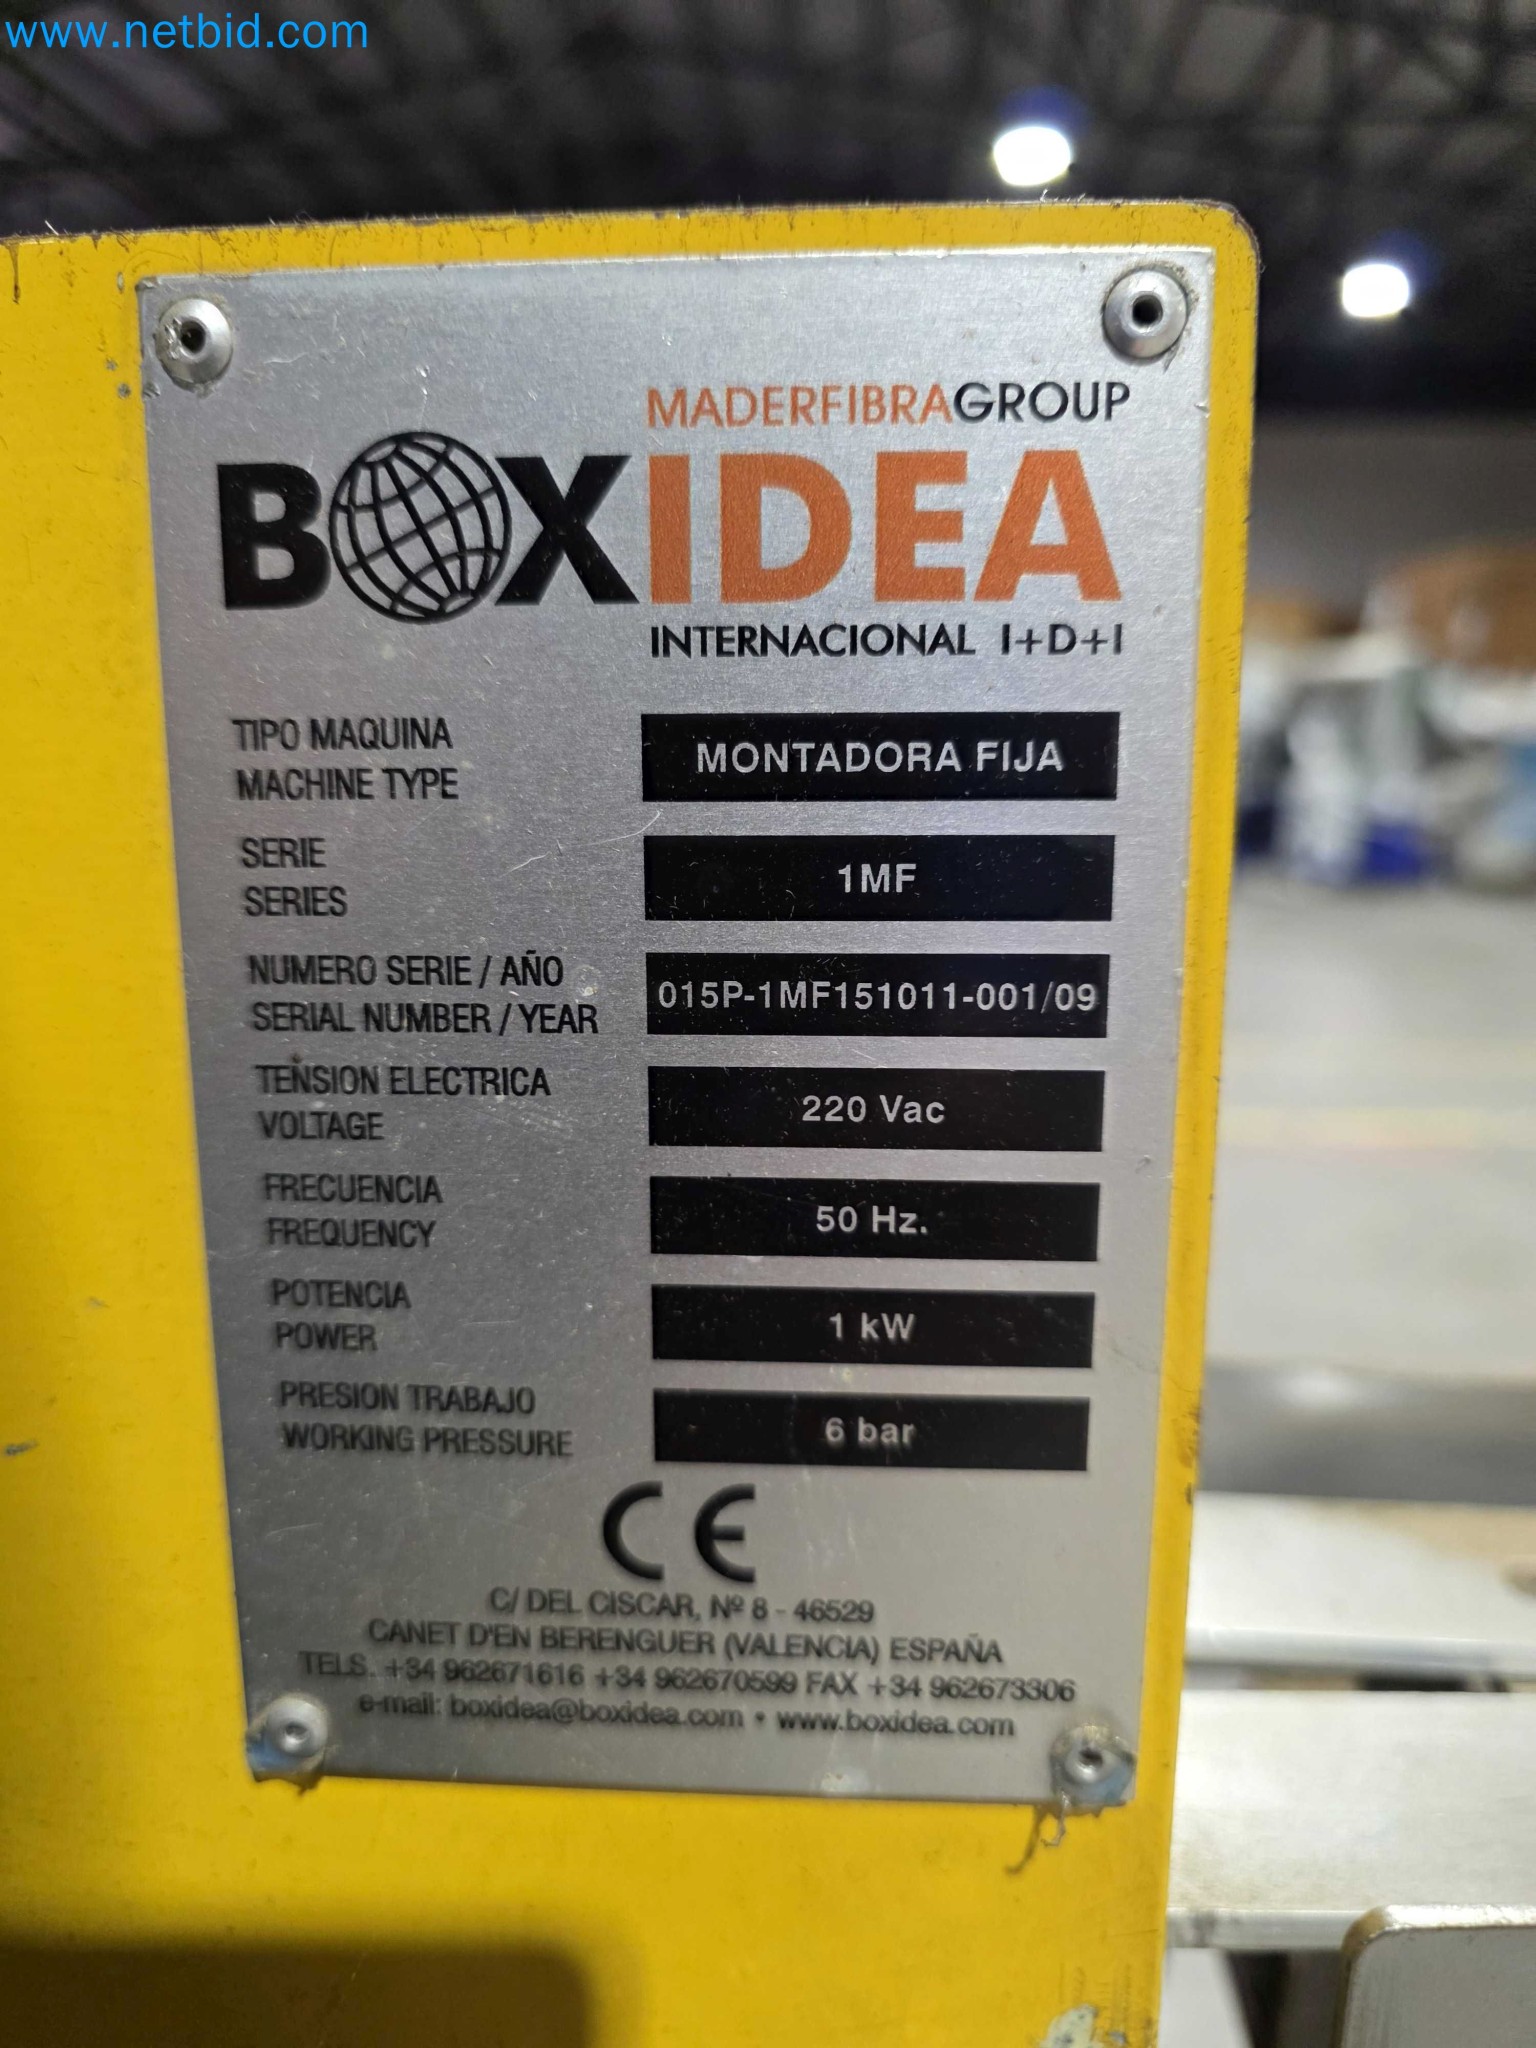 www.netbid.com
MADERFIBRAGROUP
BOXIDEA
INTERNACIONAL I+D+I
TIPO MAQUINA
MACHINE TYPE
MONTADORA FIJA
SERIE
SERIES
1MF
NUMERO SERIE / AÑO
SERIAL NUMBER / YEAR
015P-1MF151011-001/09
TENSION ELECTRICA
VOLTAGE
220 Vac
FRECUENCIA
FREQUENCY
50 Hz.
POTENCIA
POWER
1 kW
PRESION TRABAJO
WORKING PRESSURE
6 bar
CE
C/ DEL CISCAR, Nº 8 - 46529
CANET D'EN BERENGUER (VALENCIA) ESPAÑA
TELS. +34 962671616 +34 962670599 FAX +34 962673306
e-mail: boxidea@boxidea.com • www.boxidea.com